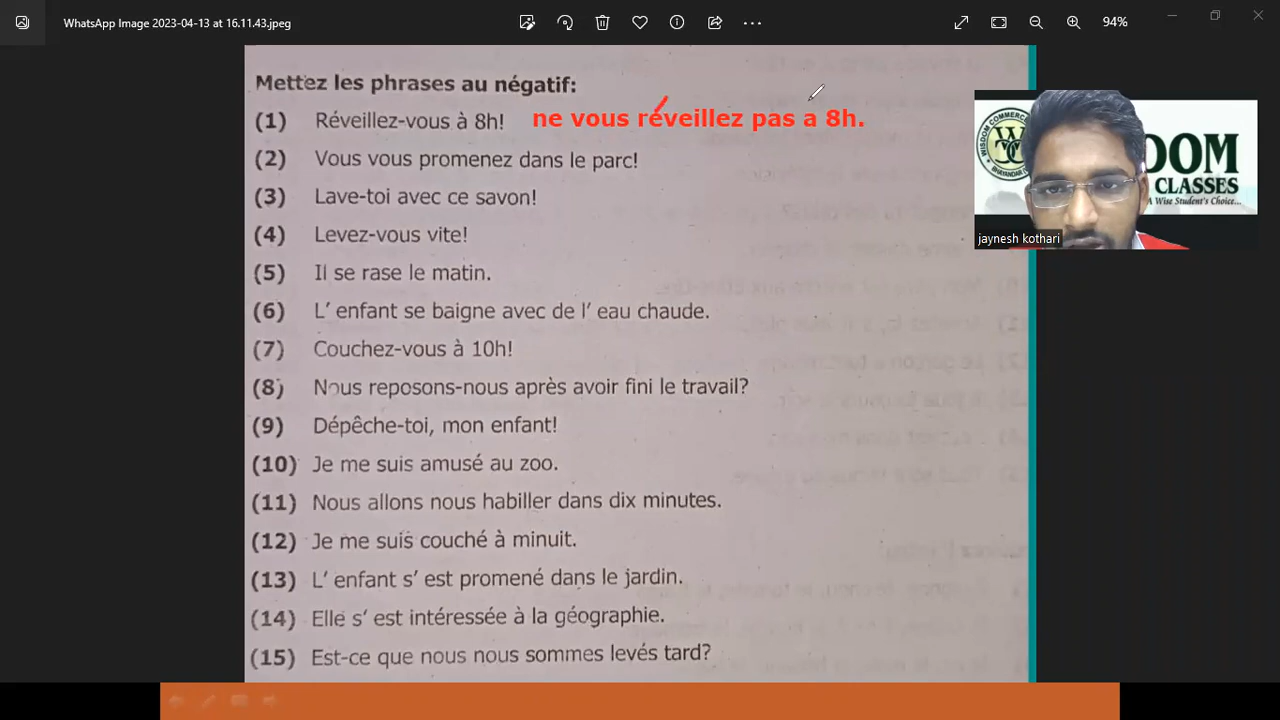 WhatsApp Image 2023-04-13 at 16.11.43.jpeg
94%
Mettez les phrases au négatif:
(1) Réveillez-vous à 8h! ne vous réveillez pas a 8h.
(2) Vous vous promenez dans le parc!
(3) Lave-toi avec ce savon!
(4) Levez-vous vite!
(5) Il se rase le matin.
(6) L' enfant se baigne avec de l' eau chaude.
(7) Couchez-vous à 10h!
(8) Nous reposons-nous après avoir fini le travail?
(9) Dépêche-toi, mon enfant!
(10) Je me suis amusé au zoo.
(11) Nous allons nous habiller dans dix minutes.
(12) Je me suis couché à minuit.
(13) L' enfant s' est promené dans le jardin.
(14) Elle s' est intéressée à la géographie.
(15) Est-ce que nous nous sommes levés tard?
DOM
CLASSES
A Wise Student's Choice...
jaynesh kothari